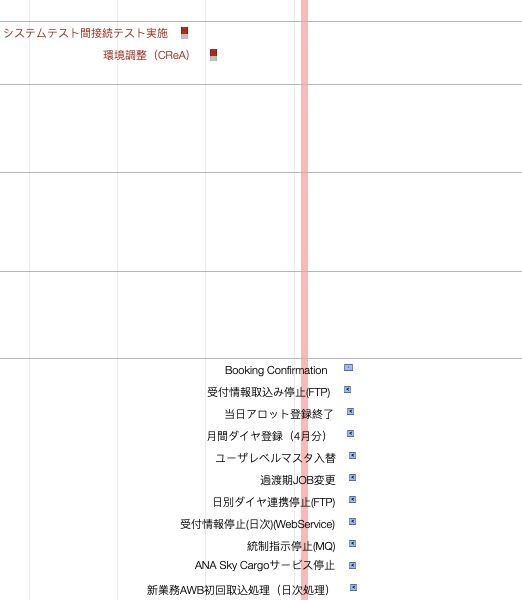 システムテスト間接続テスト実施
環境調整（CReA）
Booking Confirmation
受付情報取込み停止(FTP)
当日アロット登録終了
月間ダイヤ登録（4月分）
ユーザレベルマスタ入替
過渡期JOB変更
日別ダイヤ連携停止(FTP)
受付情報停止(日次)(WebService)
統制指示停止(MQ)
ANA Sky Cargoサービス停止
新業務AWB初回取込処理（日次処理）